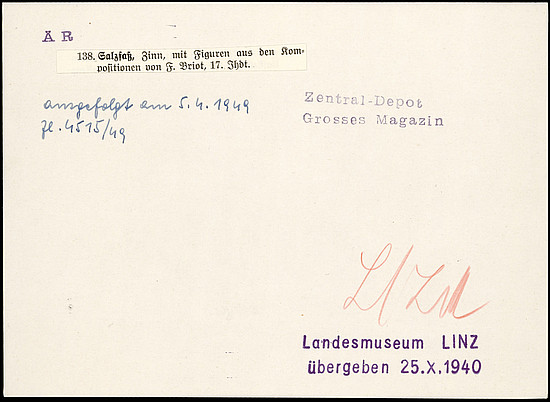 A R
138. Salzfaß, Zinn, mit Figuren aus den Kom-
positionen von F. Briot, 17. Jhdt.
ausgefolgt am 5.4.1949
Zl. 4515/49
Zentral-Depot
Grosses Magazin
Landesmuseum LINZ
übergeben 25.X.1940